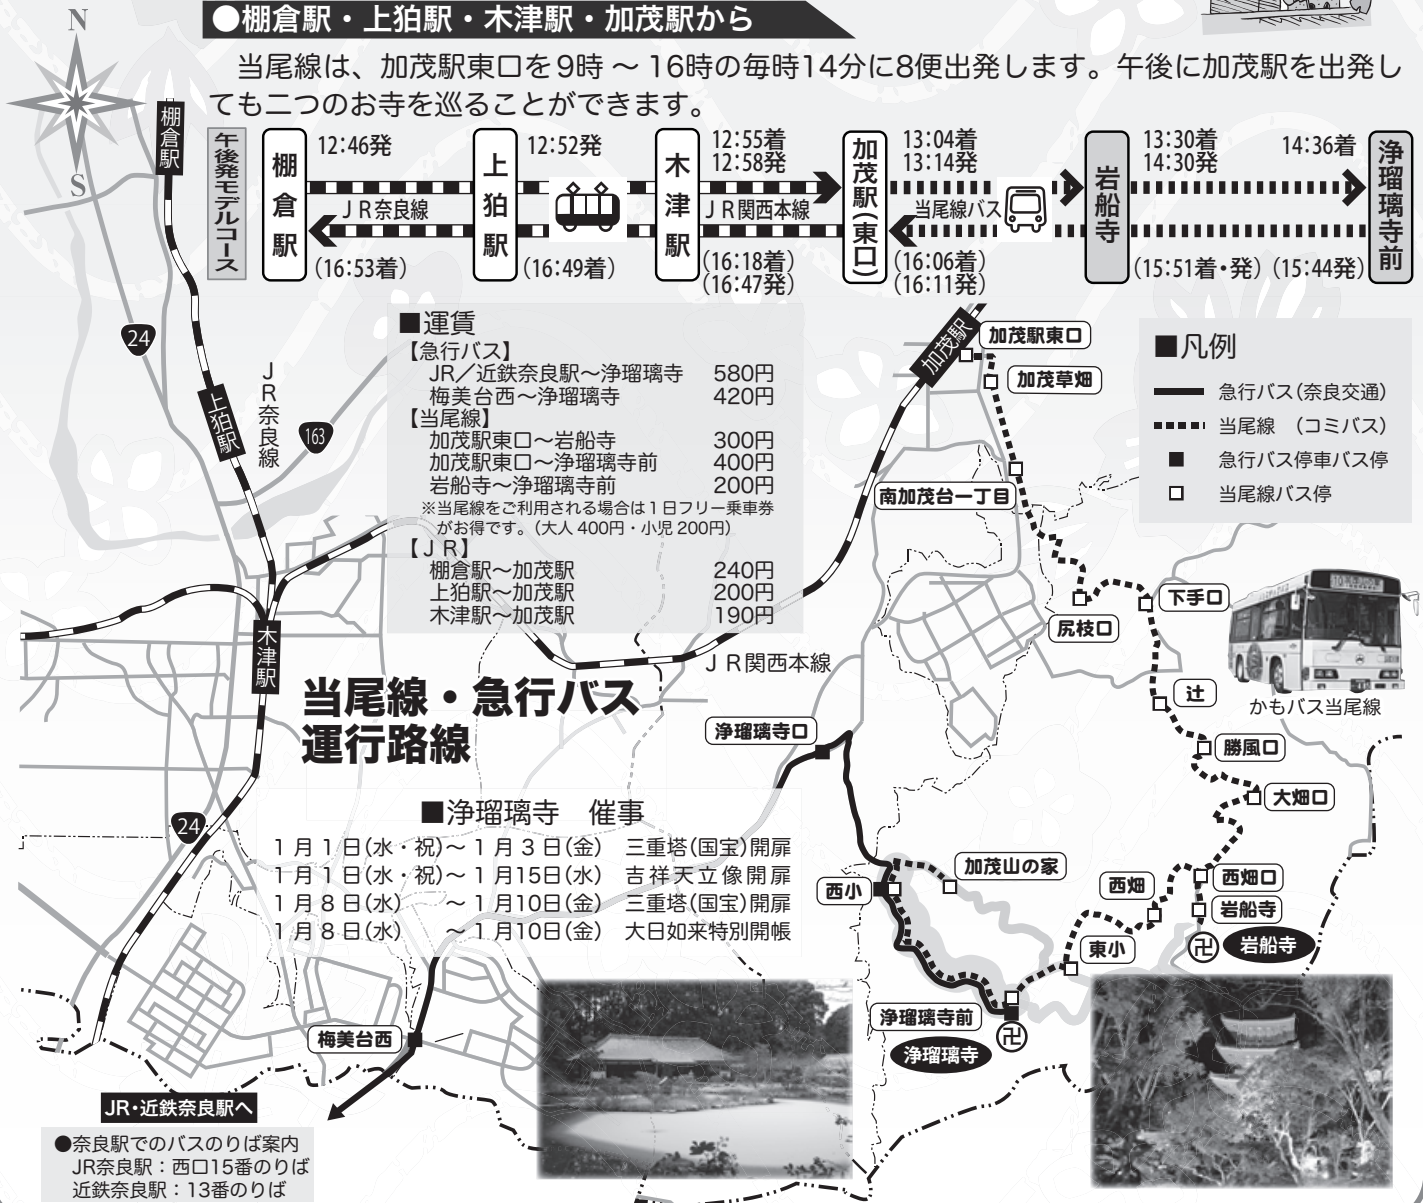 ●棚倉駅・上狛駅・木津駅・加茂駅から
当尾線は、加茂駅東口を9時 ～ 16時の毎時14分に8便出発します。午後に加茂駅を出発し
ても二つのお寺を巡ることができます。
N
S
午後発モデルコース
棚倉駅
12:46発
(16:53着)
JR奈良線
上狛駅
12:52発
(16:49着)
木津駅
12:55着
12:58発
(16:18着)
(16:47発)
JR関西本線
加茂駅(東口)
13:04着
13:14発
(16:06着)
(16:11発)
当尾線バス
岩船寺
13:30着
14:30発
(15:51着・発)
14:36着
(15:44発)
浄瑠璃寺前
■運賃
【急行バス】
JR／近鉄奈良駅～浄瑠璃寺 580円
梅美台西～浄瑠璃寺 420円
【当尾線】
加茂駅東口～岩船寺 300円
加茂駅東口～浄瑠璃寺前 400円
岩船寺～浄瑠璃寺前 200円
※当尾線をご利用される場合は1日フリー乗車券
がお得です。(大人 400円・小児 200円)
【JR】
棚倉駅～加茂駅 240円
上狛駅～加茂駅 200円
木津駅～加茂駅 190円
■凡例
急行バス(奈良交通)
当尾線 (コミバス)
急行バス停車バス停
当尾線バス停
棚倉駅
24
上狛駅
JR奈良線
163
木津駅
24
加茂駅
加茂駅東口
加茂草畑
南加茂台一丁目
尻枝口
下手口
辻
勝風口
大畑口
西畑口
岩船寺
卍 岩船寺
西畑
東小
加茂山の家
西小
浄瑠璃寺口
浄瑠璃寺前
卍
浄瑠璃寺
かもバス当尾線
JR関西本線
当尾線・急行バス
運行路線
■浄瑠璃寺 催事
1月1日(水・祝)～1月3日(金) 三重塔(国宝)開扉
1月1日(水・祝)～1月15日(水) 吉祥天立像開扉
1月8日(水) ～1月10日(金) 三重塔(国宝)開扉
1月8日(水) ～1月10日(金) 大日如来特別開帳
梅美台西
JR・近鉄奈良駅へ
●奈良駅でのバスのりば案内
JR奈良駅：西口15番のりば
近鉄奈良駅：13番のりば